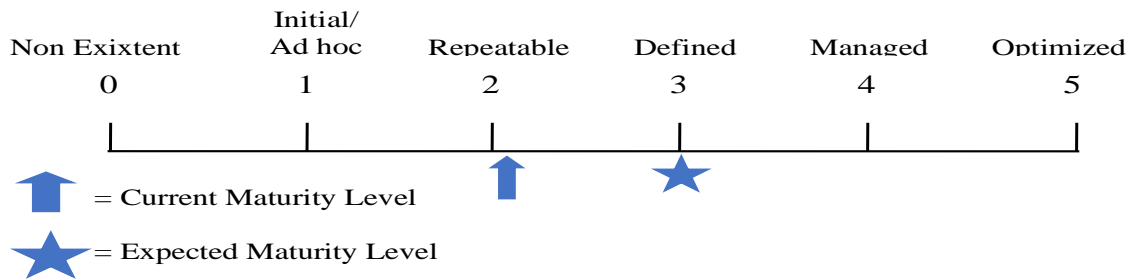 Initial/
Non Exixtent Ad hoc Repeatable Defined Managed Optimized
0 1 2 3 4 5
= Current Maturity Level
= Expected Maturity Level